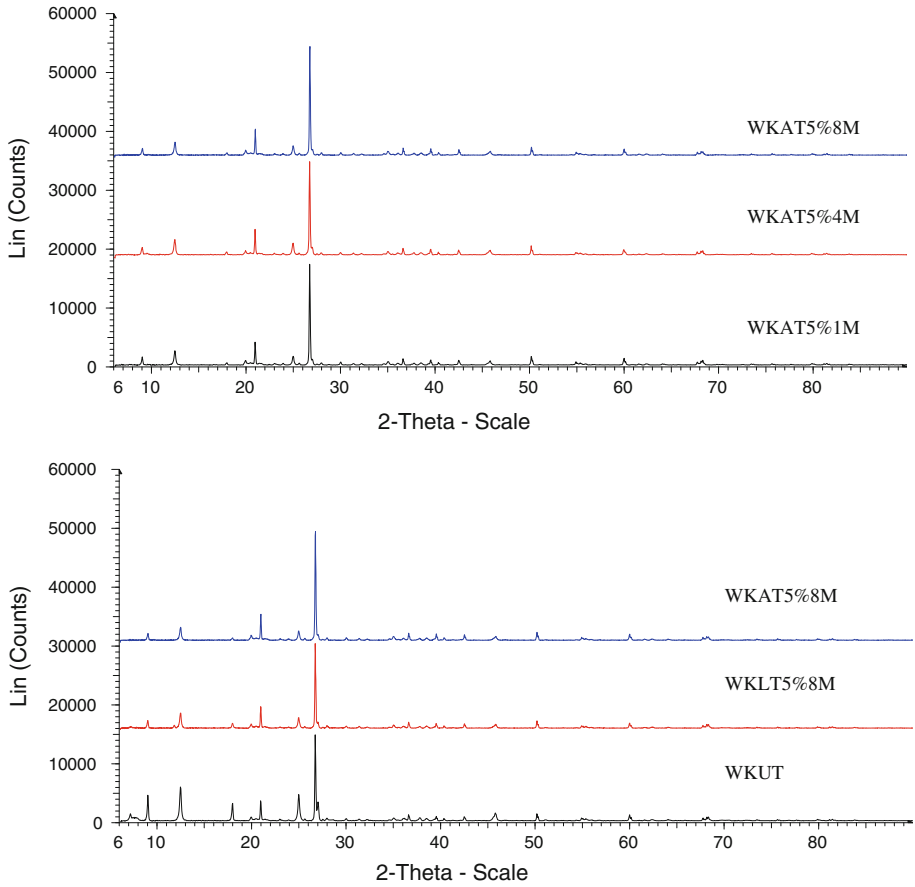 60000
50000
40000
30000
20000
10000
0
Lin (Counts)
WKAT5%8M
WKAT5%4M
WKAT5%1M
6 10 20 30 40 50 60 70 80
2-Theta - Scale
60000
50000
40000
30000
20000
10000
0
Lin (Counts)
WKAT5%8M
WKLT5%8M
WKUT
6 10 20 30 40 50 60 70 80
2-Theta - Scale